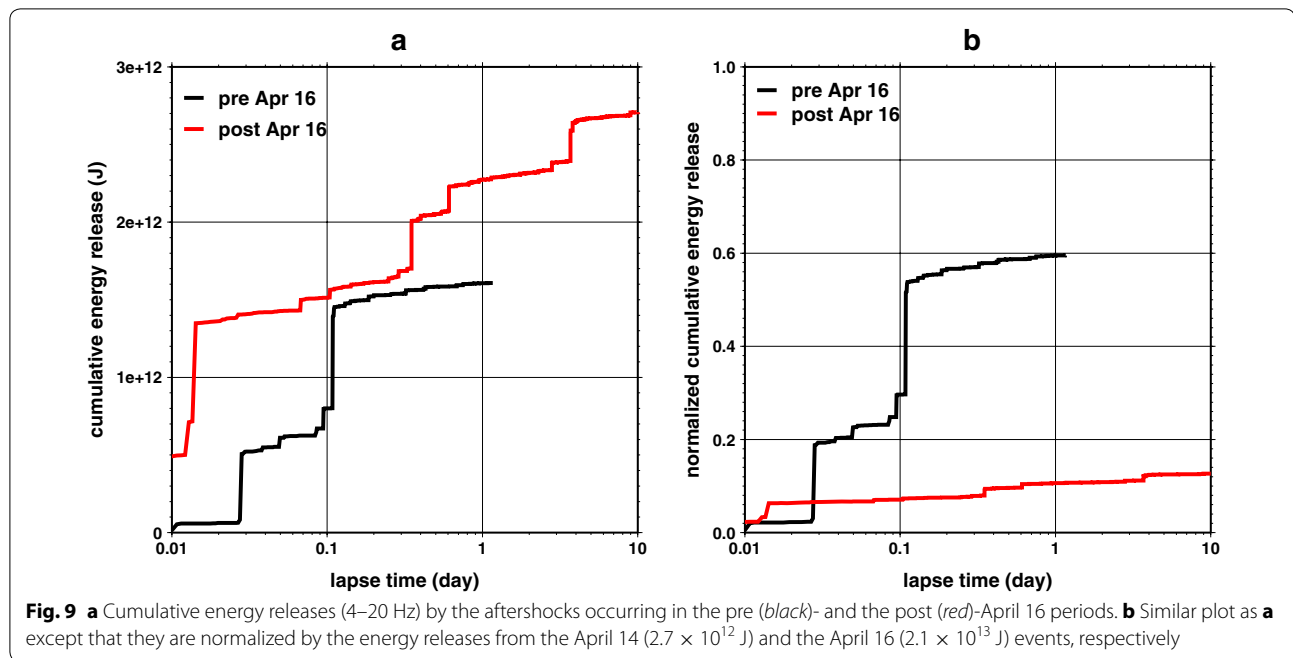 a
b
3e+12
2e+12
1e+12
0
cumulative energy release (J)
pre Apr 16
post Apr 16
0.01
0.1
1
10
lapse time (day)
1.0
0.8
0.6
0.4
0.2
0.0
normalized cumulative energy release
pre Apr 16
post Apr 16
0.01
0.1
1
10
lapse time (day)
Fig. 9 a Cumulative energy releases (4–20 Hz) by the aftershocks occurring in the pre (black)- and the post (red)-April 16 periods. b Similar plot as a
except that they are normalized by the energy releases from the April 14 (2.7 × 10¹² J) and the April 16 (2.1 × 10¹³ J) events, respectively